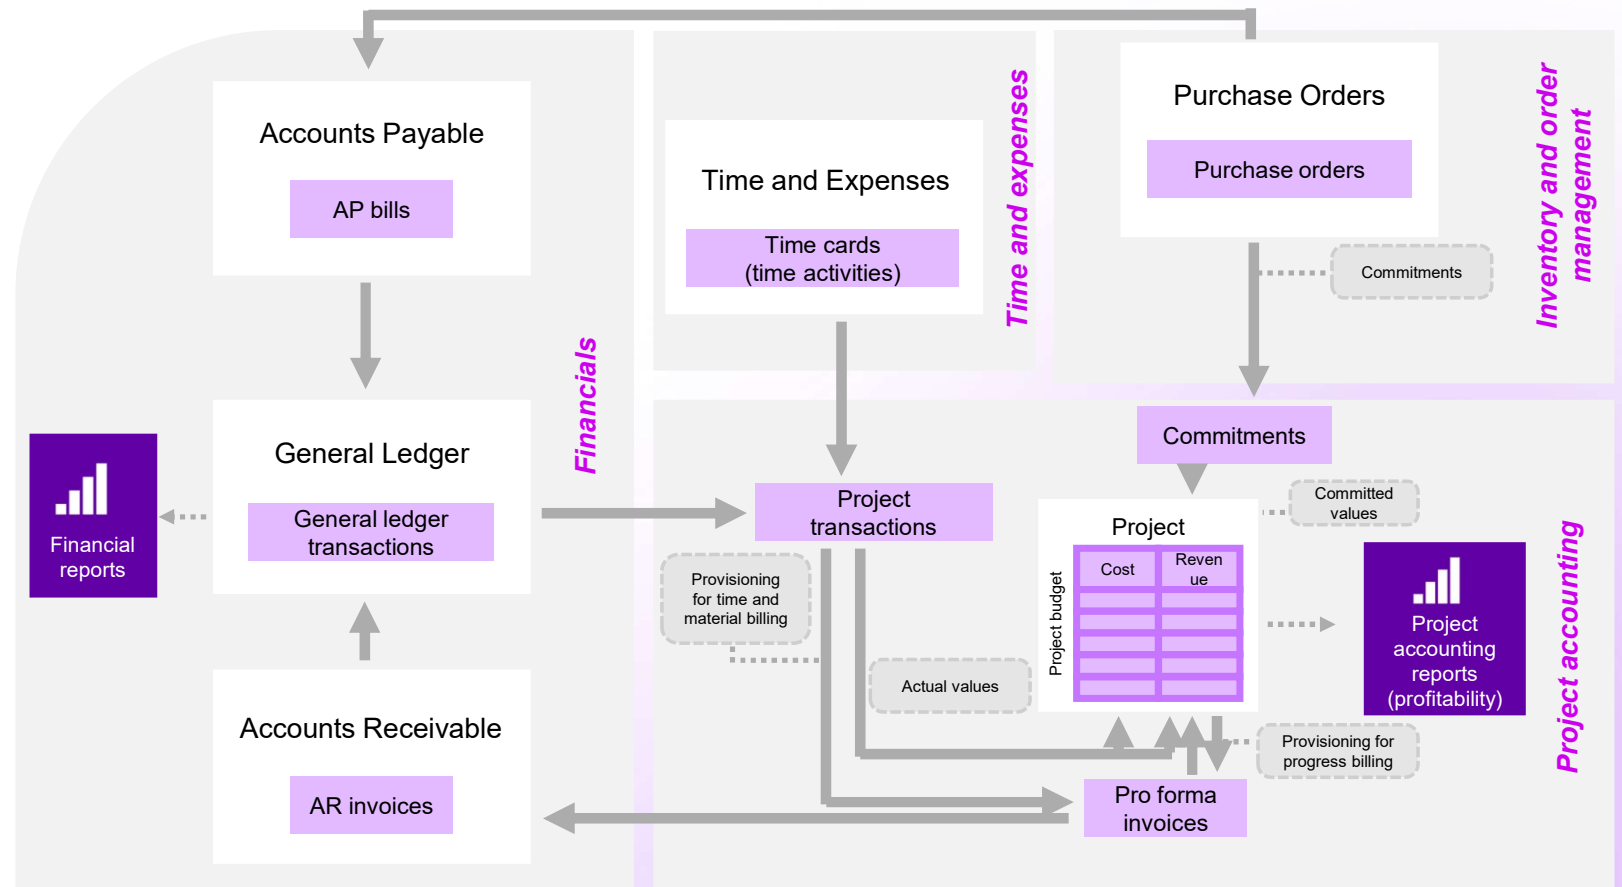 Accounts Payable
AP bills
General Ledger
General ledger
transactions
Financial
reports
Accounts Receivable
AR invoices
Financials
Time and Expenses
Time cards
(time activities)
Time and expenses
Purchase Orders
Purchase orders
Commitments
Inventory and order
management
Commitments
Project
transactions
Provisioning
for time and
material billing
Actual values
Committed
values
Project
Project budget
Cost
Reven
ue
Project
accounting
reports
(profitability)
Provisioning for
progress billing
Pro forma
invoices
Project accounting